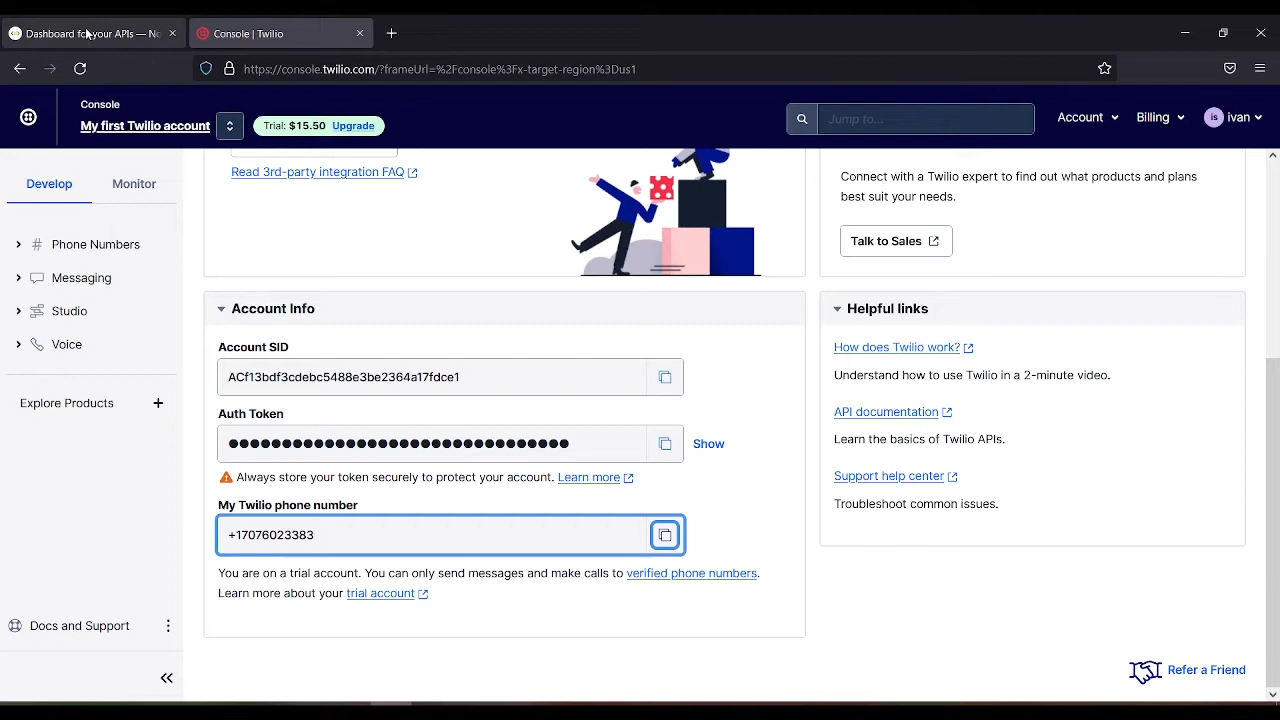 Dashboard for your APIs — No
Console | Twilio
https://console.twilio.com/?frameUrl=%2Fconsole%3Fx-target-region%3Dus1
Console
My first Twilio account
Trial: $15.50 Upgrade
Jump to...
Account
Billing
is
ivan
Develop
Monitor
Phone Numbers
Messaging
Studio
Voice
Explore Products
Docs and Support
Read 3rd-party integration FAQ
Connect with a Twilio expert to find out what products and plans
best suit your needs.
Talk to Sales
Account Info
Account SID
ACf13bdf3cdebc5488e3be2364a17fdce1
Auth Token
Show
Always store your token securely to protect your account. Learn more
My Twilio phone number
+17076023383
You are on a trial account. You can only send messages and make calls to verified phone numbers.
Learn more about your trial account
Helpful links
How does Twilio work?
Understand how to use Twilio in a 2-minute video.
API documentation
Learn the basics of Twilio APIs.
Support help center
Troubleshoot common issues.
Refer a Friend